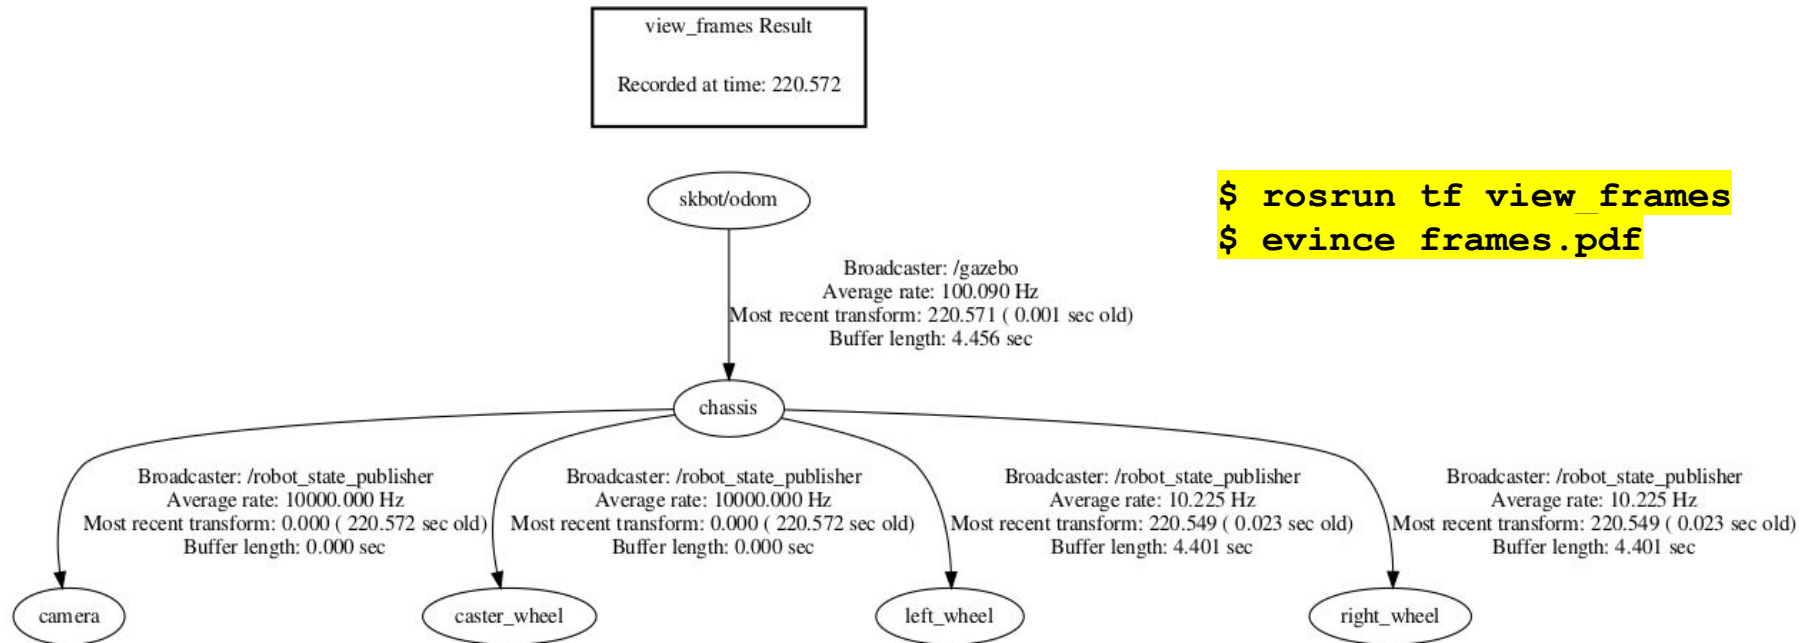 view_frames Result
Recorded at time: 220.572
skbot/odom
$ rosrun tf view_frames
$ evince frames.pdf
Broadcaster: /gazebo
Average rate: 100.090 Hz
Most recent transform: 220.571 ( 0.001 sec old)
Buffer length: 4.456 sec
chassis
Broadcaster: /robot_state_publisher
Average rate: 10000.000 Hz
Most recent transform: 0.000 ( 220.572 sec old)
Buffer length: 0.000 sec
Broadcaster: /robot_state_publisher
Average rate: 10000.000 Hz
Most recent transform: 0.000 ( 220.572 sec old)
Buffer length: 0.000 sec
Broadcaster: /robot_state_publisher
Average rate: 10.225 Hz
Most recent transform: 220.549 ( 0.023 sec old)
Buffer length: 4.401 sec
Broadcaster: /robot_state_publisher
Average rate: 10.225 Hz
Most recent transform: 220.549 ( 0.023 sec old)
Buffer length: 4.401 sec
camera
caster_wheel
left_wheel
right_wheel